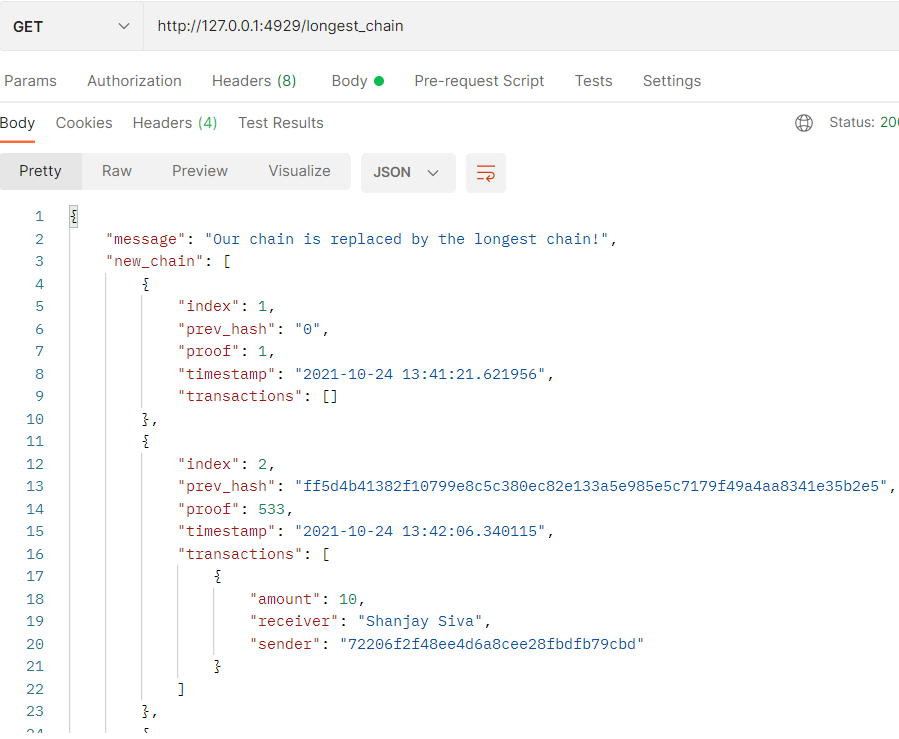 GET http://127.0.0.1:4929/longest_chain
Params Authorization Headers (8) Body Pre-request Script Tests Settings
Body Cookies Headers (4) Test Results Status: 200
Pretty Raw Preview Visualize JSON
1 {
2 "message": "Our chain is replaced by the longest chain!",
3 "new_chain": [
4 {
5 "index": 1,
6 "prev_hash": "0",
7 "proof": 1,
8 "timestamp": "2021-10-24 13:41:21.621956",
9 "transactions": []
10 },
11 {
12 "index": 2,
13 "prev_hash": "ff5d4b41382f10799e8c5c380ec82e133a5e985e5c7179f49a4aa8341e35b2e5",
14 "proof": 533,
15 "timestamp": "2021-10-24 13:42:06.340115",
16 "transactions": [
17 {
18 "amount": 10,
19 "receiver": "Shanjay Siva",
20 "sender": "72206f2f48ee4d6a8cee28fbdfb79cbd"
21 }
22 ]
23 },
24 {